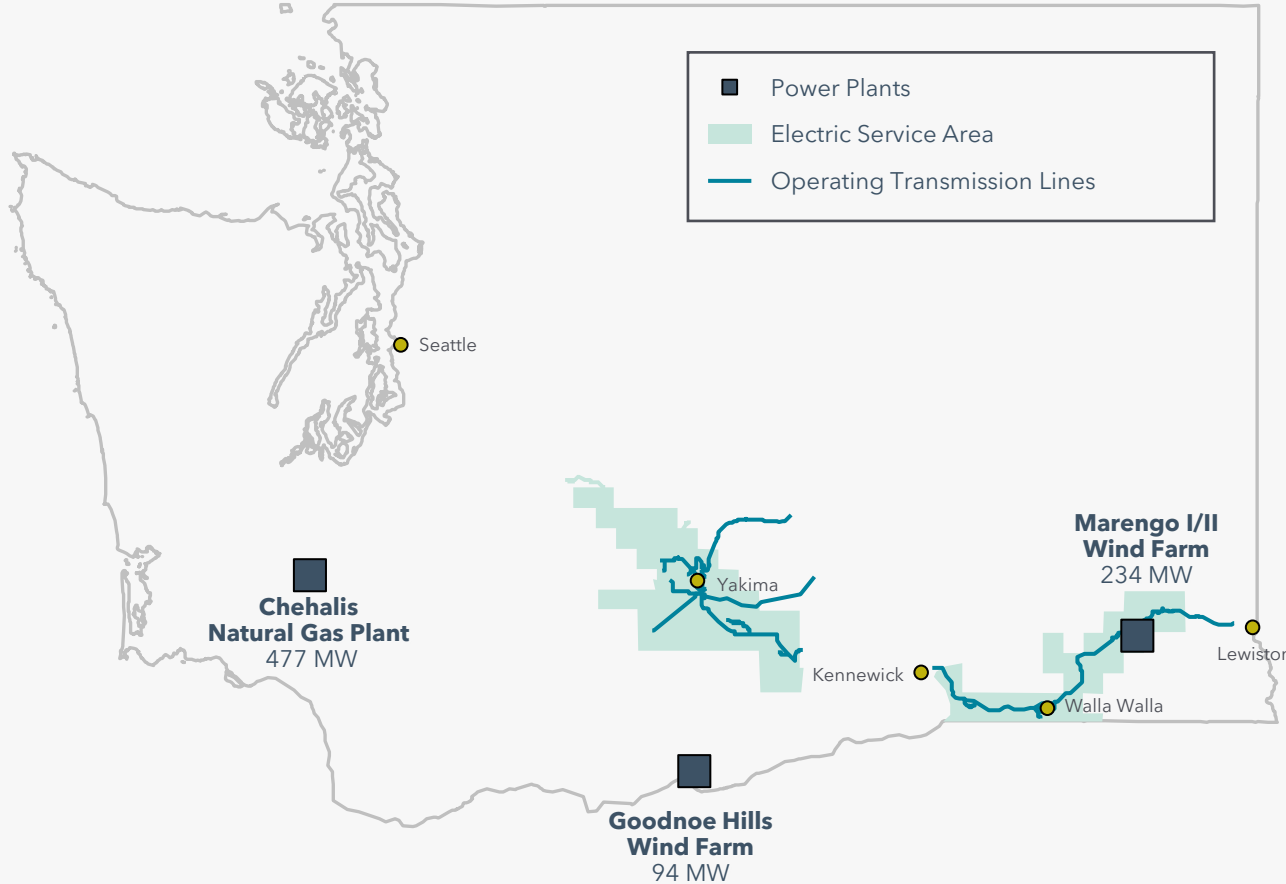 Power Plants
Electric Service Area
Operating Transmission Lines
Seattle
Marengo I/II
Wind Farm
234 MW
Yakima
Chehalis
Natural Gas Plant
477 MW
Lewiston
Kennewick
Walla Walla
Goodnoe Hills
Wind Farm
94 MW